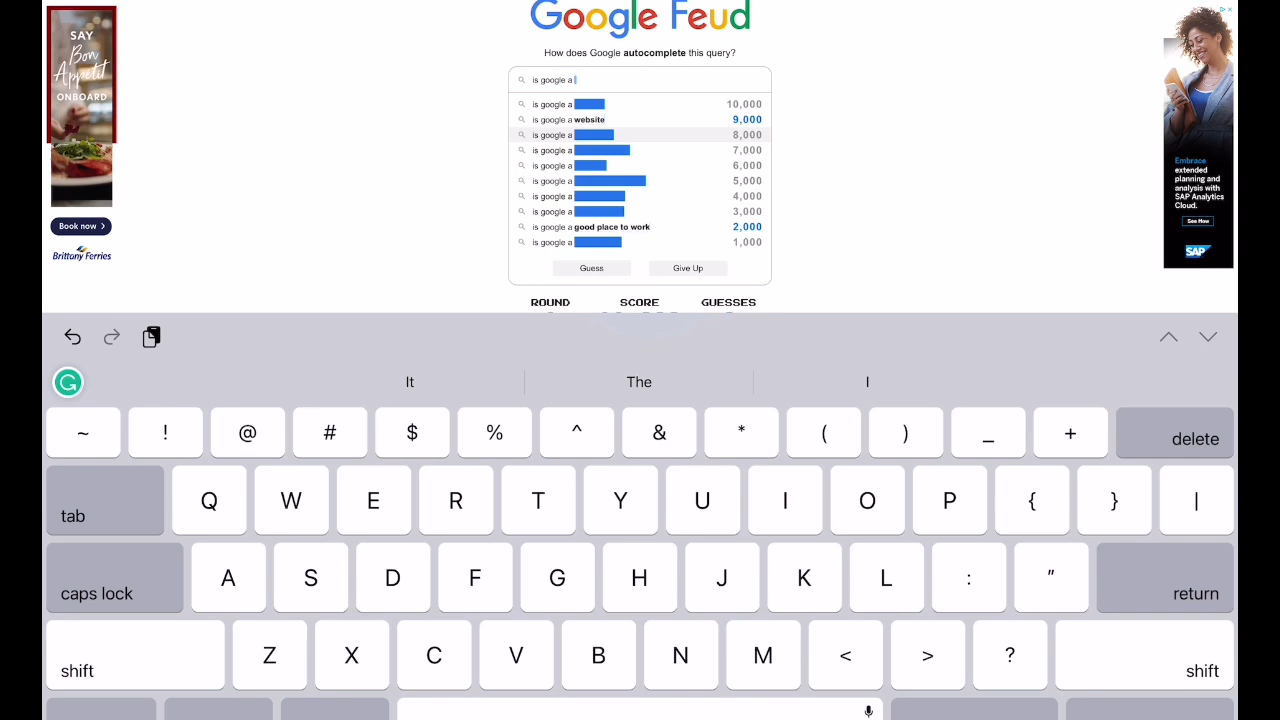 Google Feud
How does Google autocomplete this query?
is google a
is google a 10,000
is google a website 9,000
is google a 8,000
is google a 7,000
is google a 6,000
is google a 5,000
is google a 4,000
is google a 3,000
is google a good place to work 2,000
is google a 1,000
Guess Give Up
ROUND SCORE GUESSES
SAY
Bon
Appetit
ONBOARD
Book now >
Brittany Ferries
Embrace
extended
planning and
analysis with
SAP Analytics
Cloud.
See How
SAP
It The I
~ ! @ # $ % ^ & * ( ) _ + delete
tab Q W E R T Y U I O P { } |
caps lock A S D F G H J K L : " return
shift Z X C V B N M < > ? shift